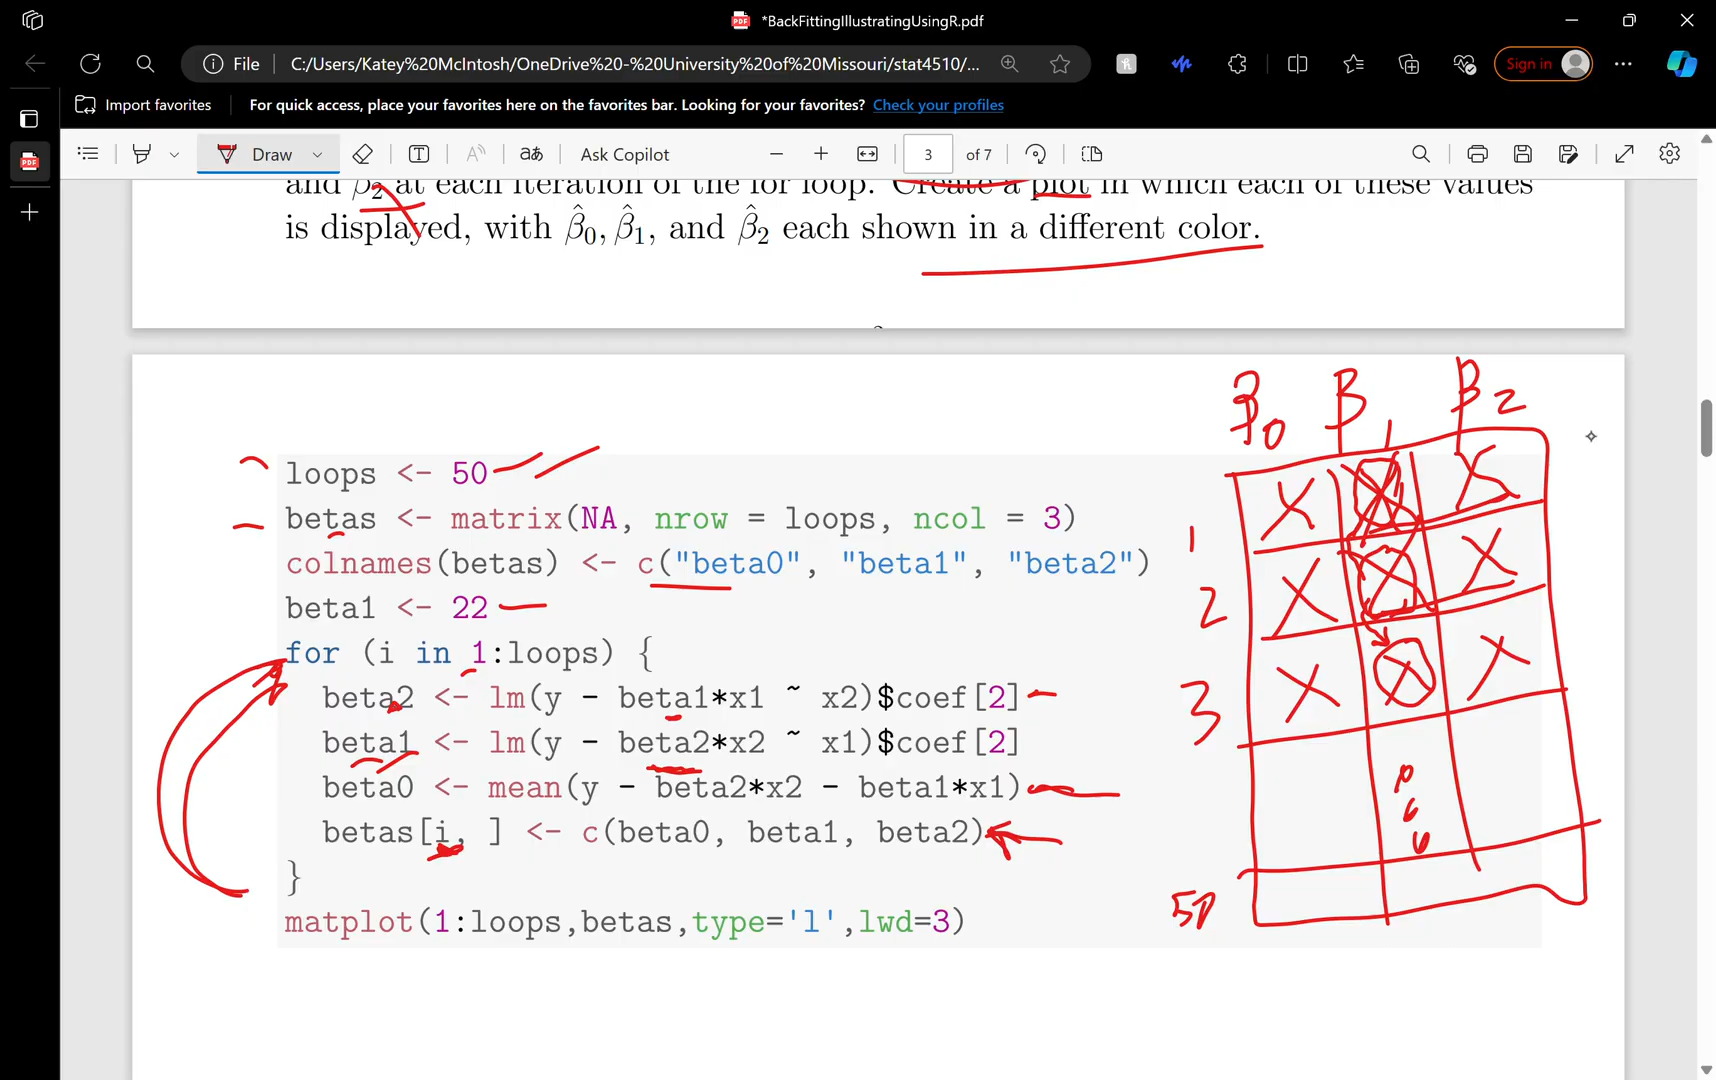 *BackFittingIllustratingUsingR.pdf
File C:/Users/Katey%20McIntosh/OneDrive%20-%20University%20of%20Missouri/stat4510/... Sign in
Import favorites For quick access, place your favorites here on the favorites bar. Looking for your favorites? Check your profiles
Draw aあ Ask Copilot 3 of 7
and β̂2 at each iteration of the for loop. Create a plot in which each of these values
is displayed, with β̂0, β̂1, and β̂2 each shown in a different color.
β0 β1 β2
loops <- 50
betas <- matrix(NA, nrow = loops, ncol = 3)
colnames(betas) <- c("beta0", "beta1", "beta2")
beta1 <- 22
for (i in 1:loops) {
  beta2 <- lm(y - beta1*x1 ~ x2)$coef[2]
  beta1 <- lm(y - beta2*x2 ~ x1)$coef[2]
  beta0 <- mean(y - beta2*x2 - beta1*x1)
  betas[i, ] <- c(beta0, beta1, beta2)
}
matplot(1:loops,betas,type='l',lwd=3)
1 X X X
2 X X X
3 X X X
50